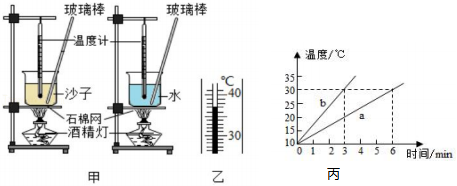 玻璃棒
玻璃棒
温度计
沙子
水
石棉网
酒精灯
甲
℃
40
30
乙
温度/℃
35
30
25
20
15
10
b
a
0 1 2 3 4 5 6
时间/min
丙